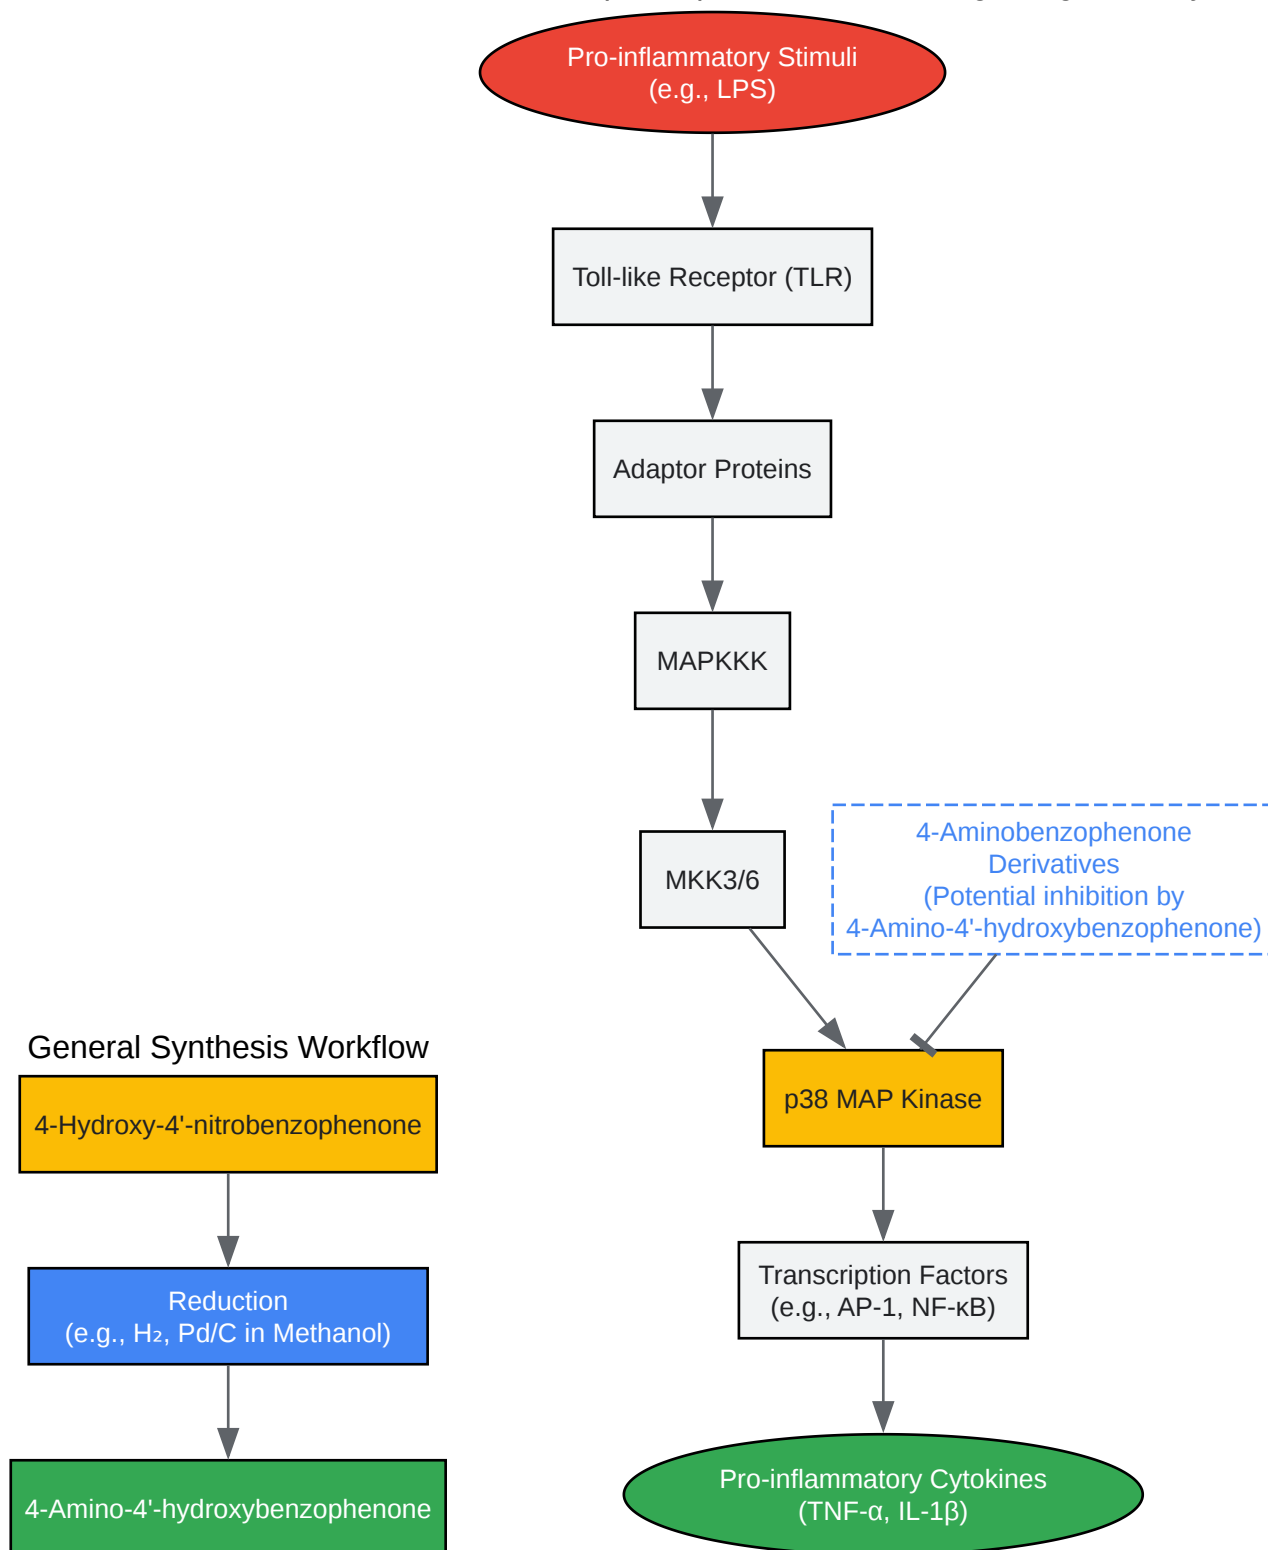 Pro-inflammatory Stimuli
(e.g., LPS)
Toll-like Receptor (TLR)
Adaptor Proteins
MAPKKK
MKK3/6
4-Aminobenzophenone
Derivatives
(Potential inhibition by
4-Amino-4'-hydroxybenzophenone)
p38 MAP Kinase
Transcription Factors
(e.g., AP-1, NF-κB)
Pro-inflammatory Cytokines
(TNF-α, IL-1β)
General Synthesis Workflow
4-Hydroxy-4'-nitrobenzophenone
Reduction
(e.g., H₂, Pd/C in Methanol)
4-Amino-4'-hydroxybenzophenone